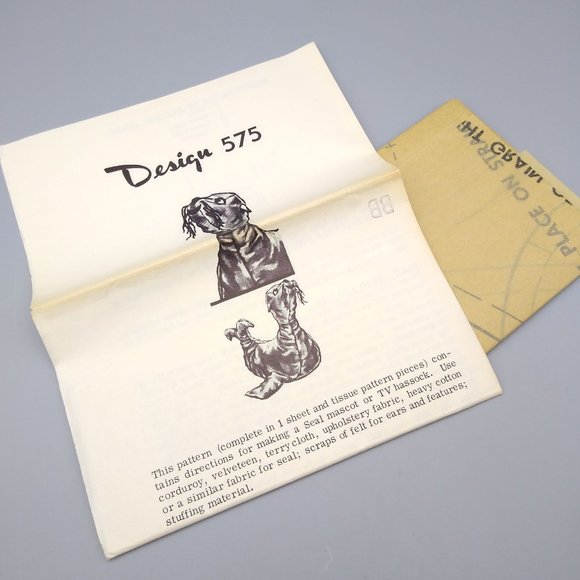 Design 575
88
This pattern (complete in 1 sheet and tissue pattern pieces) con-
tains directions for making a Seal mascot or TV hassock. Use
corduroy, velveteen, terry cloth, upholstery fabric, heavy cotton
or a similar fabric for seal; scraps of felt for ears and features;
stuffing material.
PLACE ON